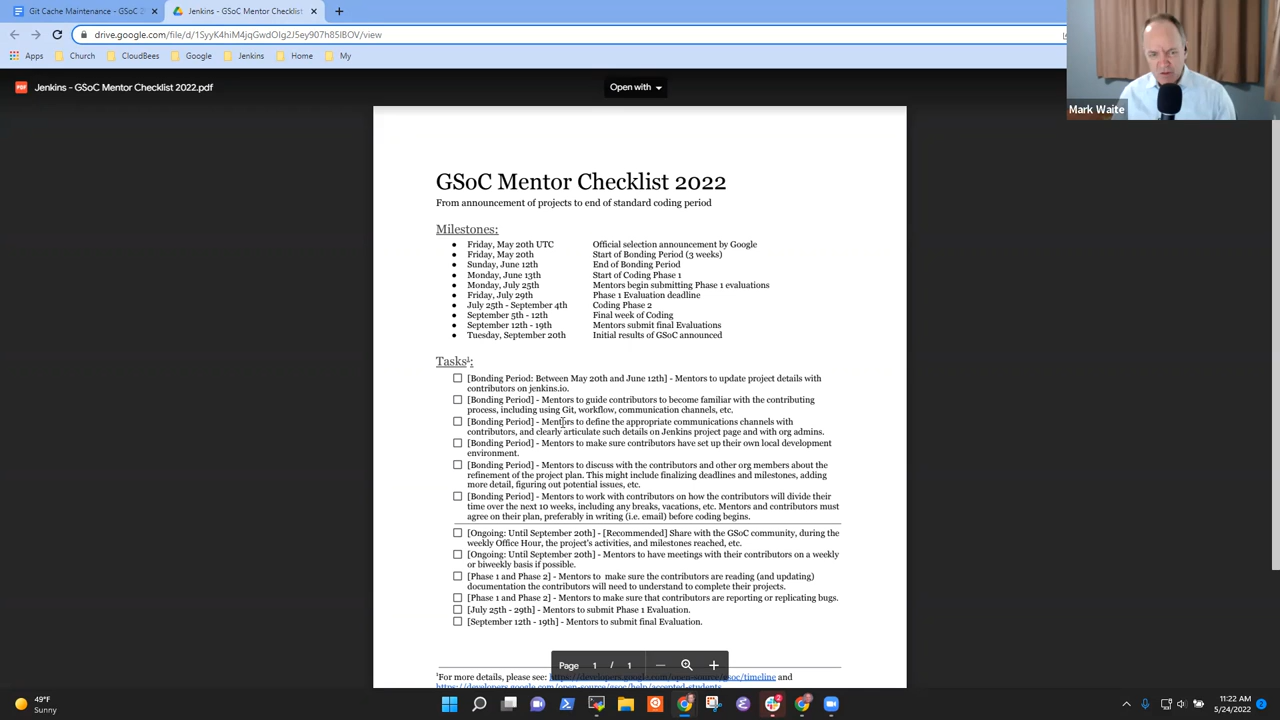 Git Cache Maintenance - Goo
GSoC Mentor Checklist 2022
drive.google.com/file/d/1SyyK4hiM4jqGwdOIg2J5ey907h85IBOV/view
Apps
Church
CloudBees
Google
Jenkins
Home
My
Jenkins - GSoC Mentor Checklist 2022.pdf
Open with
Mark Waite
GSoC Mentor Checklist 2022
From announcement of projects to end of standard coding period
Milestones:
● Friday, May 20th UTC Official selection announcement by Google
● Friday, May 20th Start of Bonding Period (3 weeks)
● Sunday, June 12th End of Bonding Period
● Monday, June 13th Start of Coding Phase 1
● Monday, July 25th Mentors begin submitting Phase 1 evaluations
● Friday, July 29th Phase 1 Evaluation deadline
● July 25th - September 4th Coding Phase 2
● September 5th - 12th Final week of Coding
● September 12th - 19th Mentors submit final Evaluations
● Tuesday, September 20th Initial results of GSoC announced
Tasks¹:
[Bonding Period: Between May 20th and June 12th] - Mentors to update project details with
contributors on jenkins.io.
[Bonding Period] - Mentors to guide contributors to become familiar with the contributing
process, including using Git, workflow, communication channels, etc.
[Bonding Period] - Mentors to define the appropriate communications channels with
contributors, and clearly articulate such details on Jenkins project page and with org admins.
[Bonding Period] - Mentors to make sure contributors have set up their own local development
environment.
[Bonding Period] - Mentors to discuss with the contributors and other org members about the
refinement of the project plan. This might include finalizing deadlines and milestones, adding
more detail, figuring out potential issues, etc.
[Bonding Period] - Mentors to work with contributors on how the contributors will divide their
time over the next 10 weeks, including any breaks, vacations, etc. Mentors and contributors must
agree on their plan, preferably in writing (i.e. email) before coding begins.
[Ongoing: Until September 20th] - [Recommended] Share with the GSoC community, during the
weekly Office Hour, the project's activities, and milestones reached, etc.
[Ongoing: Until September 20th] - Mentors to have meetings with their contributors on a weekly
or biweekly basis if possible.
[Phase 1 and Phase 2] - Mentors to make sure the contributors are reading (and updating)
documentation the contributors will need to understand to complete their projects.
[Phase 1 and Phase 2] - Mentors to make sure that contributors are reporting or replicating bugs.
[July 25th - 29th] - Mentors to submit Phase 1 Evaluation.
[September 12th - 19th] - Mentors to submit final Evaluation.
Page 1 / 1
¹For more details, please see: https://developers.google.com/open-source/gsoc/timeline and
https://developers.google.com/open-source/gsoc/help/accepted-students
49°F
Sunny
11:22 AM
5/24/2022